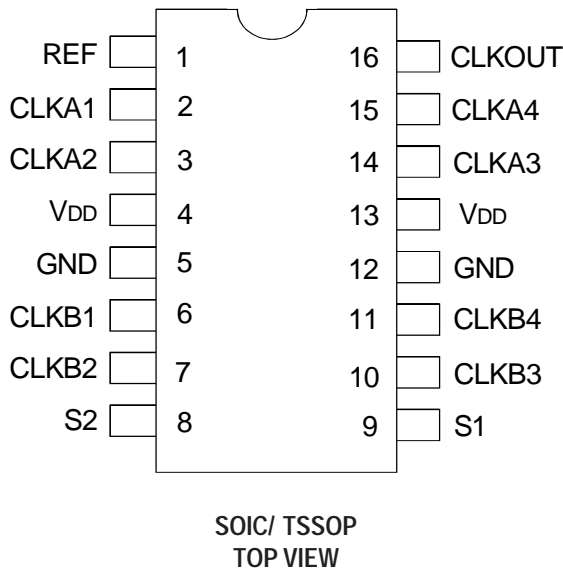 REF 1 16 CLKOUT
CLKA1 2 15 CLKA4
CLKA2 3 14 CLKA3
VDD 4 13 VDD
GND 5 12 GND
CLKB1 6 11 CLKB4
CLKB2 7 10 CLKB3
S2 8 9 S1
SOIC/ TSSOP
TOP VIEW